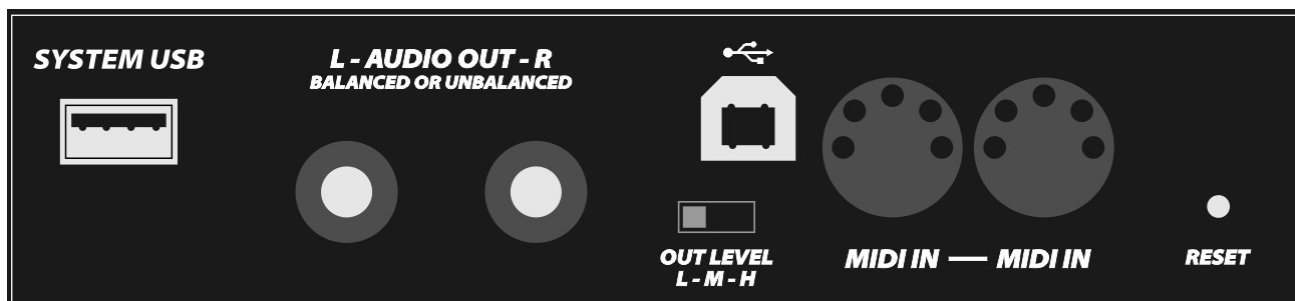 SYSTEM USB
L - AUDIO OUT - R
BALANCED OR UNBALANCED
OUT LEVEL
L - M - H
MIDI IN — MIDI IN
RESET